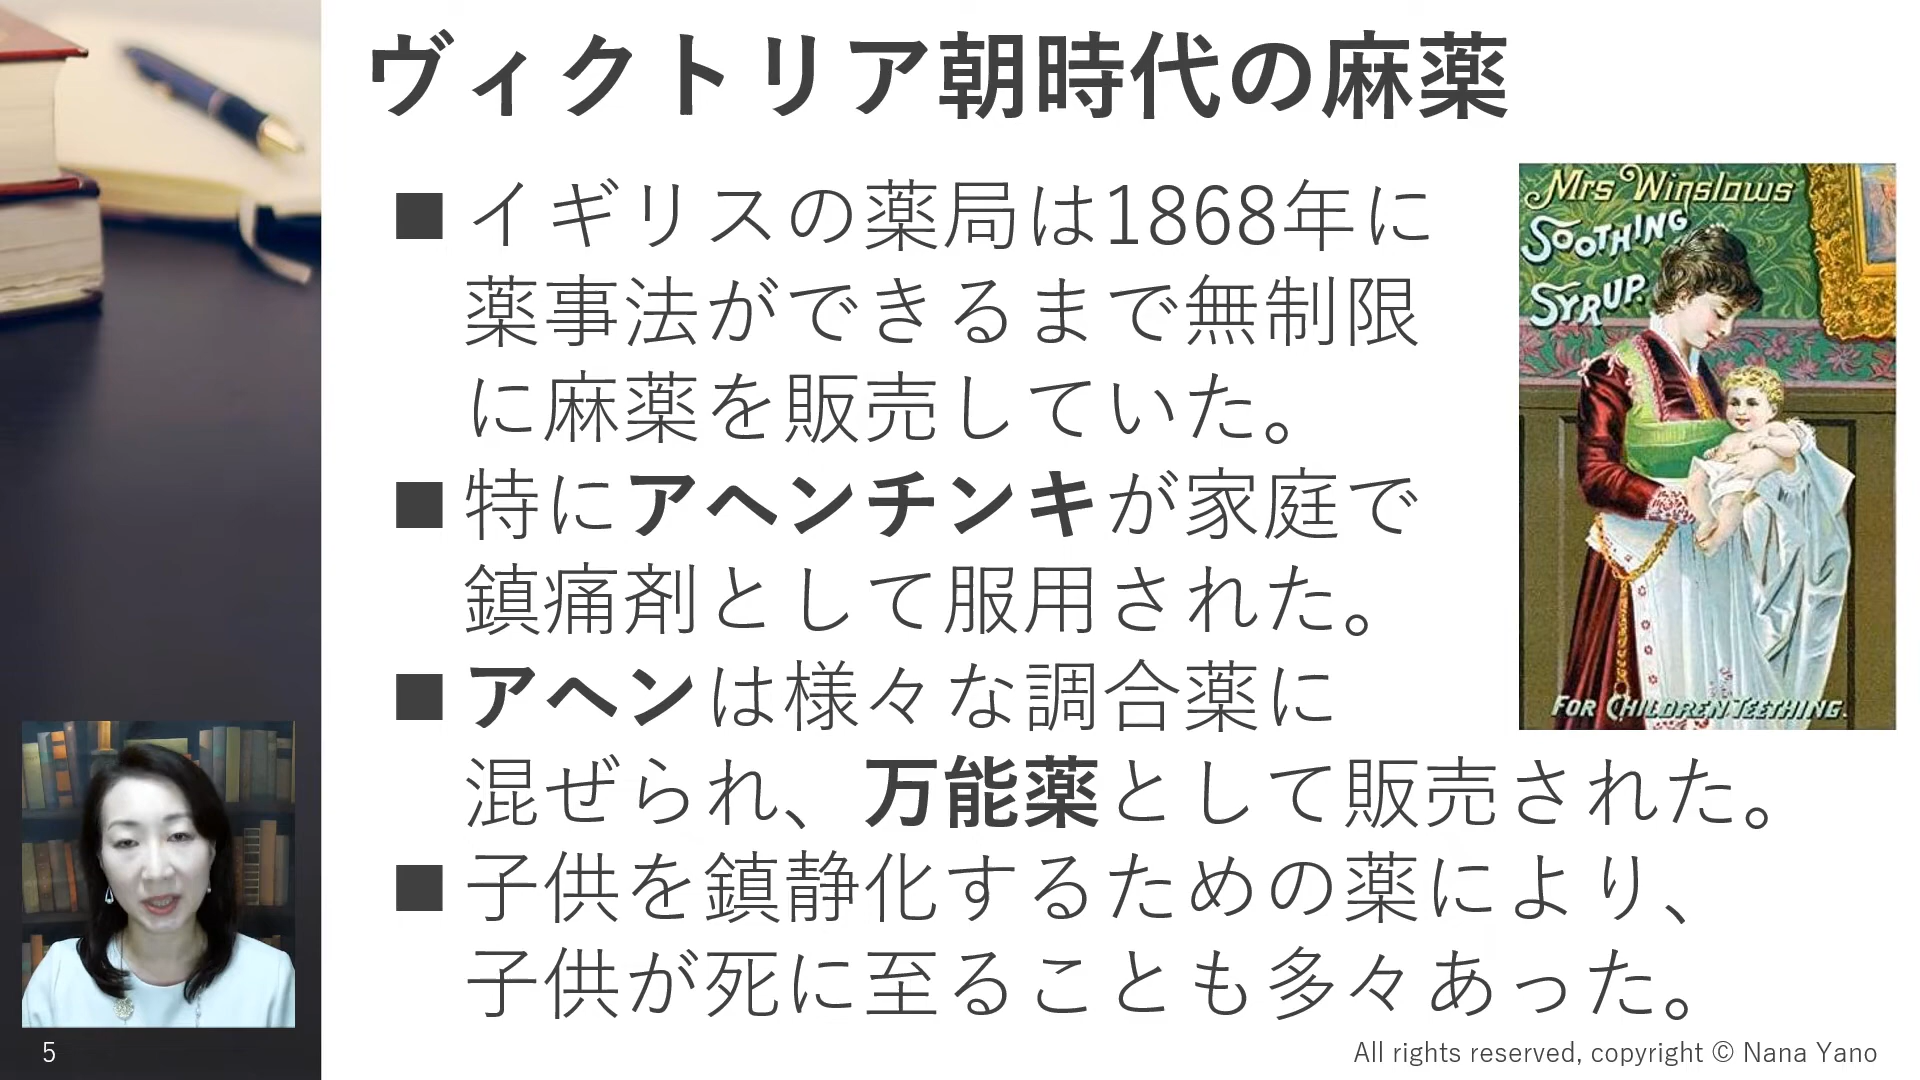 ヴィクトリア朝時代の麻薬
■ イギリスの薬局は1868年に
薬事法ができるまで無制限
に麻薬を販売していた。
■ 特にアヘンチンキが家庭で
鎮痛剤として服用された。
■ アヘンは様々な調合薬に
混ぜられ、万能薬として販売された。
■ 子供を鎮静化するための薬により、
子供が死に至ることも多々あった。
Mrs Winslows
SOOTHING
SYRUP.
FOR CHILDREN TEETHING.
5
All rights reserved, copyright © Nana Yano